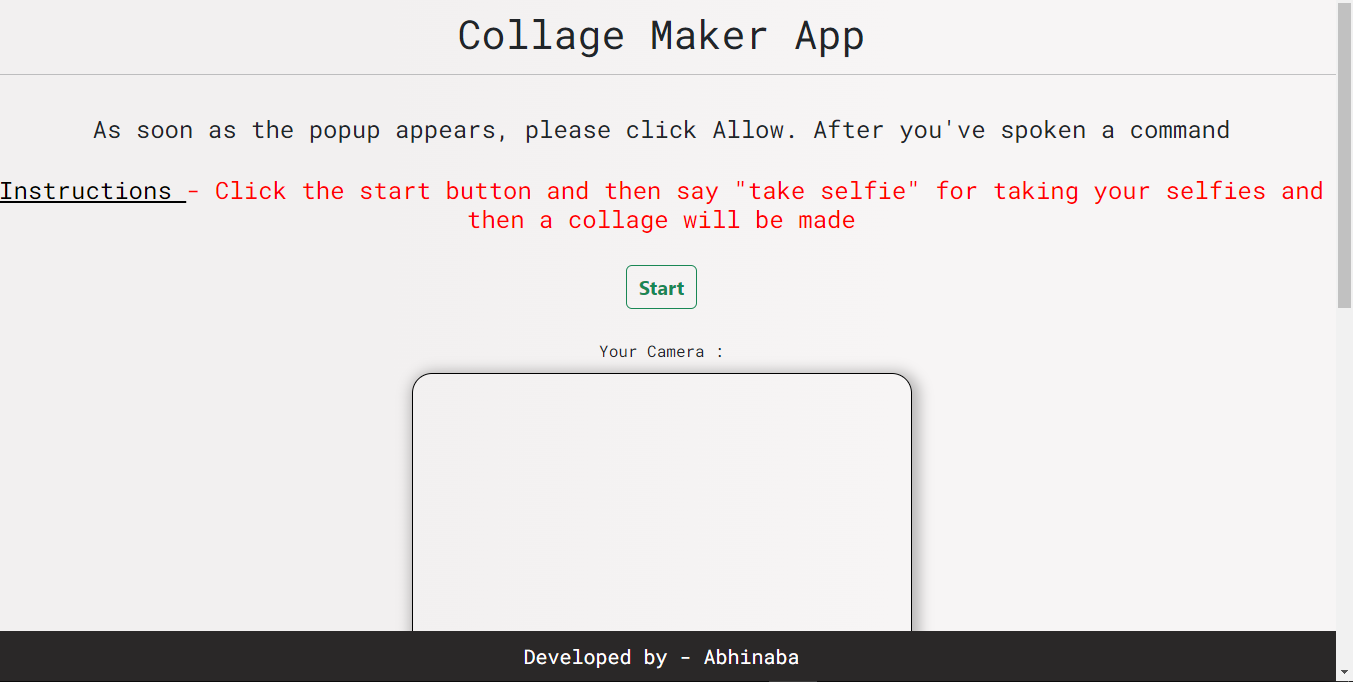 Collage Maker App
As soon as the popup appears, please click Allow. After you've spoken a command
Instructions - Click the start button and then say "take selfie" for taking your selfies and
then a collage will be made
Start
Your Camera :
Developed by - Abhinaba